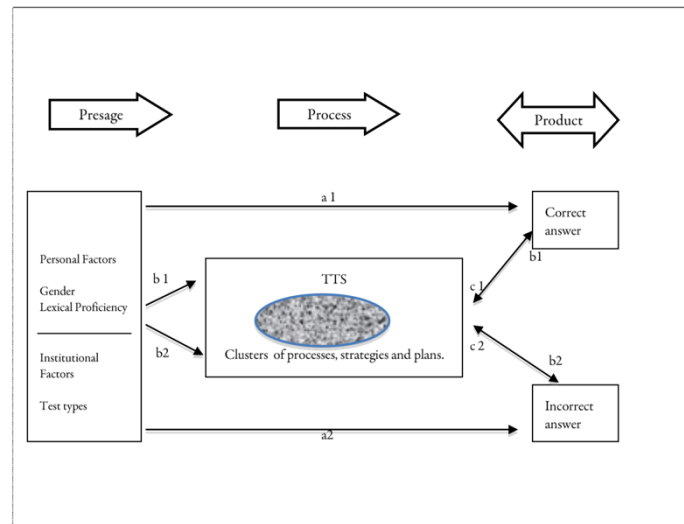 Presage
Process
Product
a 1
Correct
answer
Personal Factors
Gender
Lexical Proficiency
Institutional
Factors
Test types
b 1
b2
TTS
Clusters of processes, strategies and plans.
c 1
b1
c 2
b2
Incorrect
answer
a2